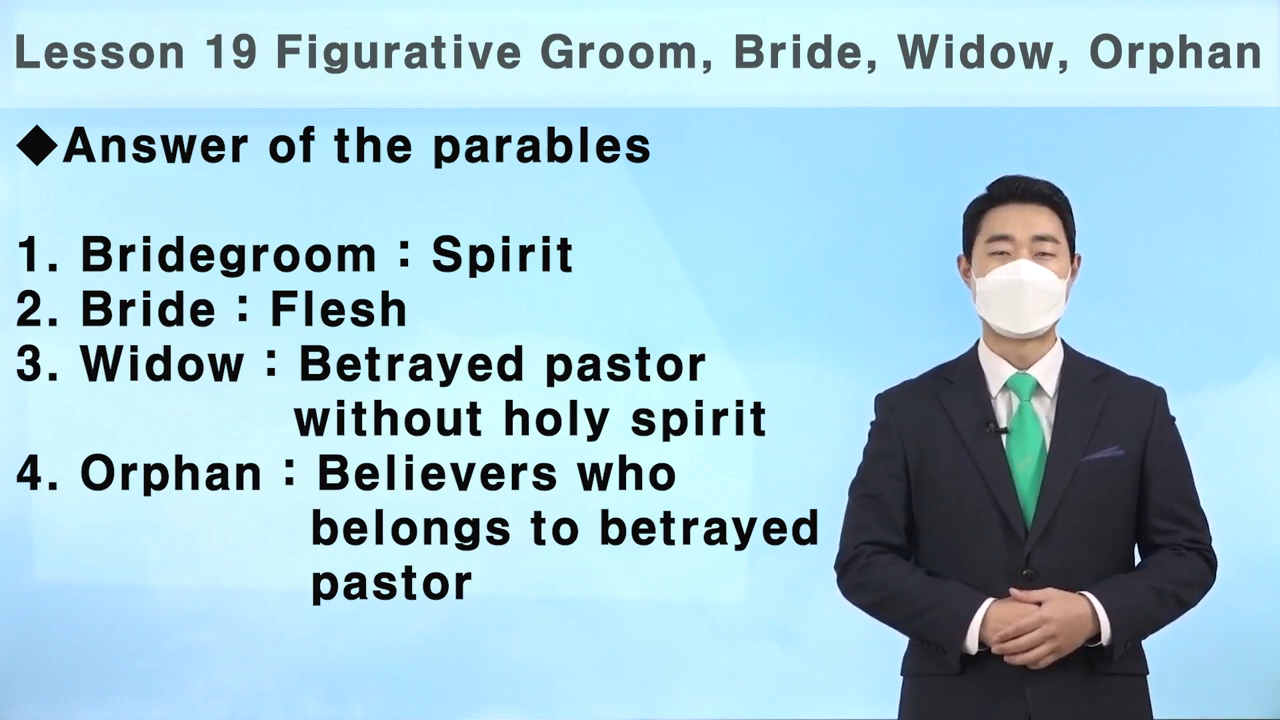 Lesson 19 Figurative Groom, Bride, Widow, Orphan
◆Answer of the parables
1. Bridegroom : Spirit
2. Bride : Flesh
3. Widow : Betrayed pastor
without holy spirit
4. Orphan : Believers who
belongs to betrayed
pastor